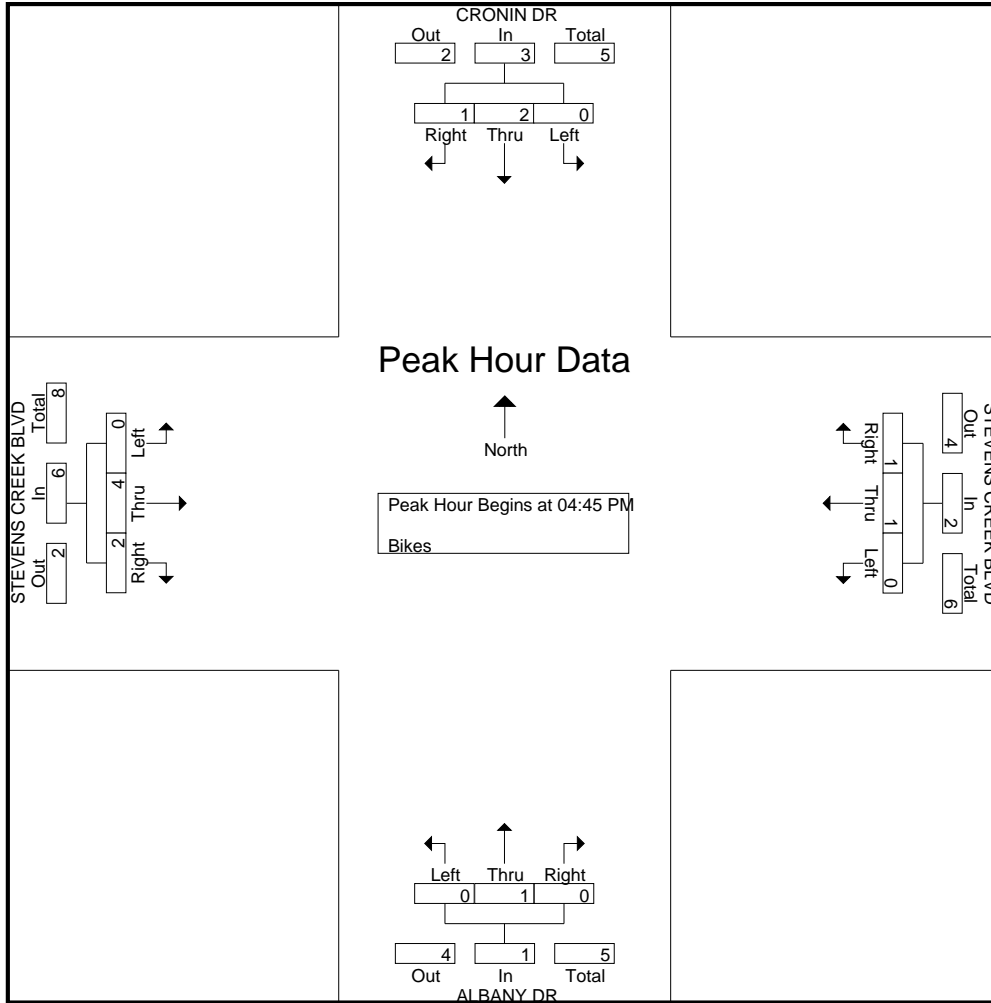 CRONIN DR
Out In Total
2 3 5
1 2 0
Right Thru Left
Peak Hour Data
North
Peak Hour Begins at 04:45 PM
Bikes
STEVENS CREEK BLVD
Total In Out
8 6 2
0 4 2
Left Thru Right
STEVENS CREEK BLVD
Out In Total
4 2 6
1 1 0
Right Thru Left
Left Thru Right
0 1 0
4 1 5
Out In Total
ALBANY DR